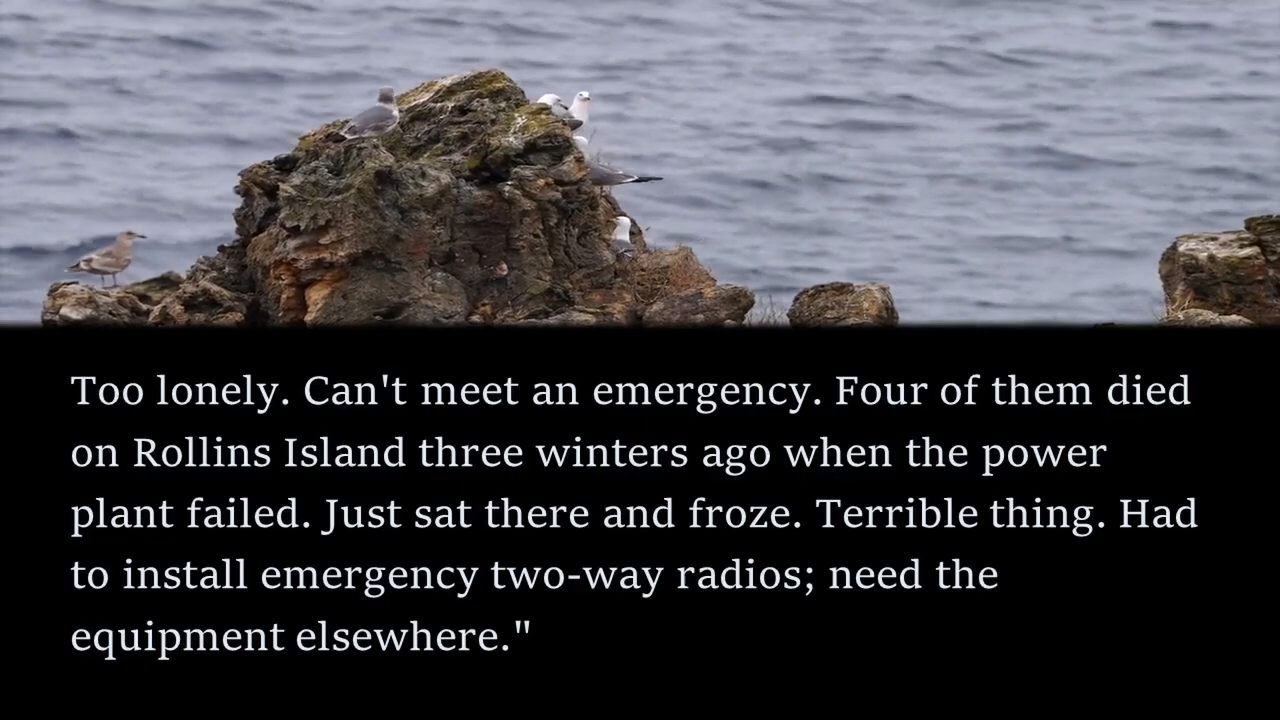 Too lonely. Can't meet an emergency. Four of them died
on Rollins Island three winters ago when the power
plant failed. Just sat there and froze. Terrible thing. Had
to install emergency two-way radios; need the
equipment elsewhere."